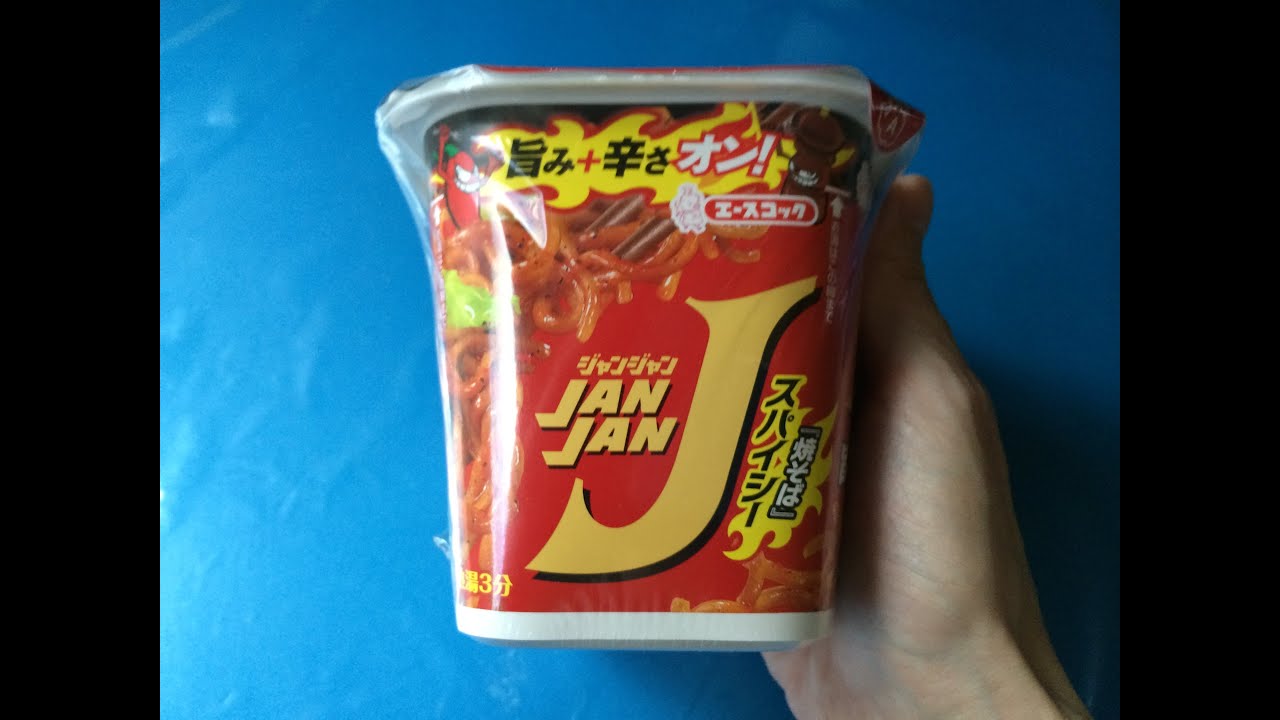 旨み+辛さオン!
エースコック
ジャンジャン
JAN
JAN
J
スパイシー
『焼そば』
湯3分
A